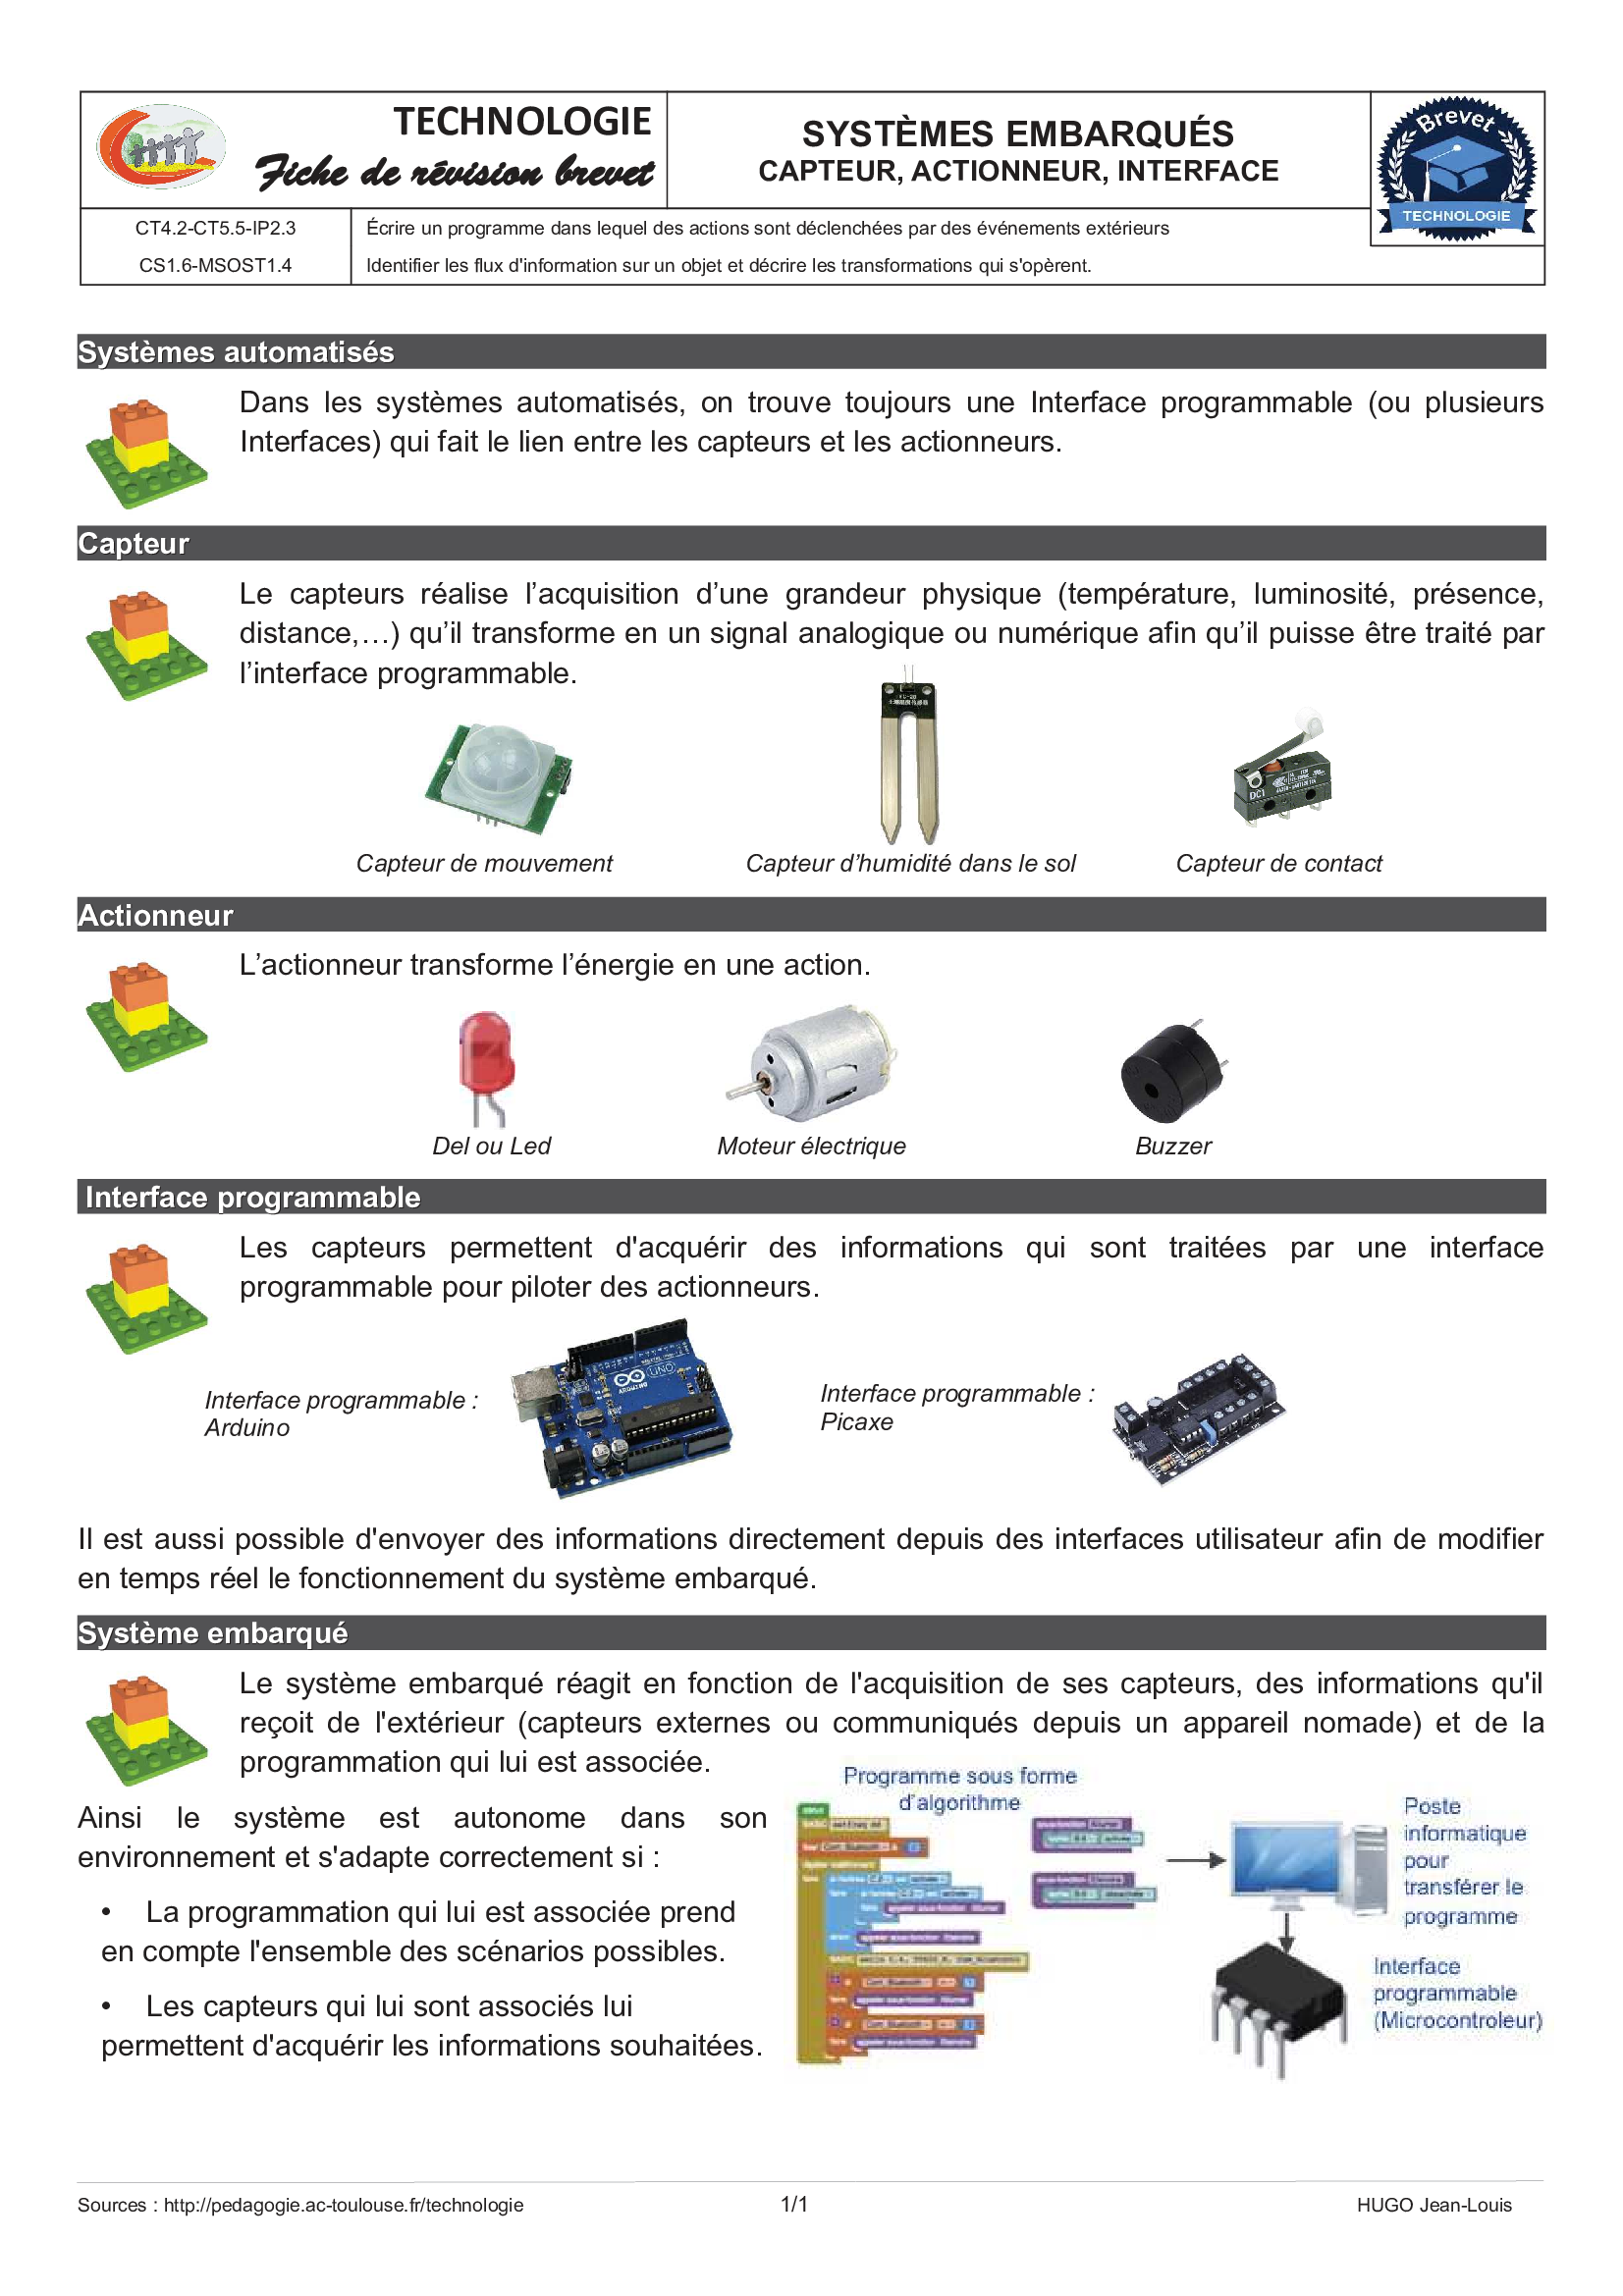 TECHNOLOGIE
Fiche de révision brevet
SYSTÈMES EMBARQUÉS
CAPTEUR, ACTIONNEUR, INTERFACE
Brevet
TECHNOLOGIE
CT4.2-CT5.5-IP2.3
Écrire un programme dans lequel des actions sont déclenchées par des événements extérieurs
CS1.6-MSOST1.4
Identifier les flux d'information sur un objet et décrire les transformations qui s'opèrent.
Systèmes automatisés
Dans les systèmes automatisés, on trouve toujours une Interface programmable (ou plusieurs
Interfaces) qui fait le lien entre les capteurs et les actionneurs.
Capteur
Le capteurs réalise l’acquisition d’une grandeur physique (température, luminosité, présence,
distance,…) qu’il transforme en un signal analogique ou numérique afin qu’il puisse être traité par
l’interface programmable.
DC1
Capteur de mouvement
Capteur d’humidité dans le sol
Capteur de contact
Actionneur
L’actionneur transforme l’énergie en une action.
Del ou Led
Moteur électrique
Buzzer
Interface programmable
Les capteurs permettent d'acquérir des informations qui sont traitées par une interface
programmable pour piloter des actionneurs.
Interface programmable :
Arduino
UNO
ARDUINO
Interface programmable :
Picaxe
Il est aussi possible d'envoyer des informations directement depuis des interfaces utilisateur afin de modifier
en temps réel le fonctionnement du système embarqué.
Système embarqué
Le système embarqué réagit en fonction de l'acquisition de ses capteurs, des informations qu'il
reçoit de l'extérieur (capteurs externes ou communiqués depuis un appareil nomade) et de la
programmation qui lui est associée.
Ainsi le système est autonome dans son
environnement et s'adapte correctement si :
• La programmation qui lui est associée prend
en compte l'ensemble des scénarios possibles.
• Les capteurs qui lui sont associés lui
permettent d'acquérir les informations souhaitées.
Programme sous forme
d'algorithme
Poste
informatique
pour
transférer le
programme
Interface
programmable
(Microcontroleur)
Sources : http://pedagogie.ac-toulouse.fr/technologie
1/1
HUGO Jean-Louis